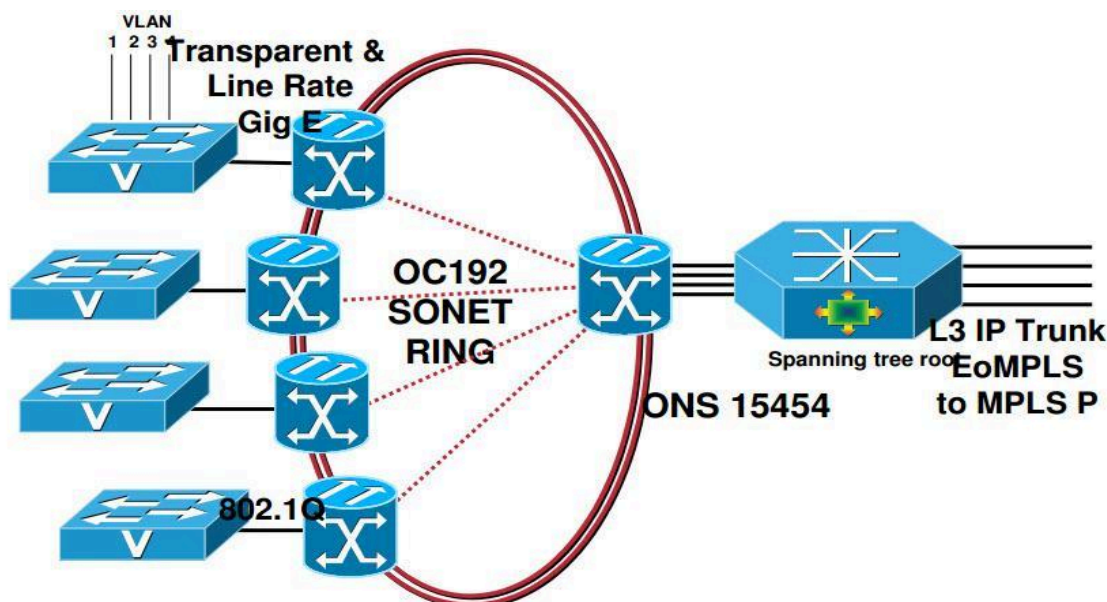 VLAN
1 2 3 4
Transparent &
Line Rate
Gig E
V
V
OC192
SONET
RING
Spanning tree root
L3 IP Trunk
EoMPLS
to MPLS P
V
ONS 15454
802.1Q
V